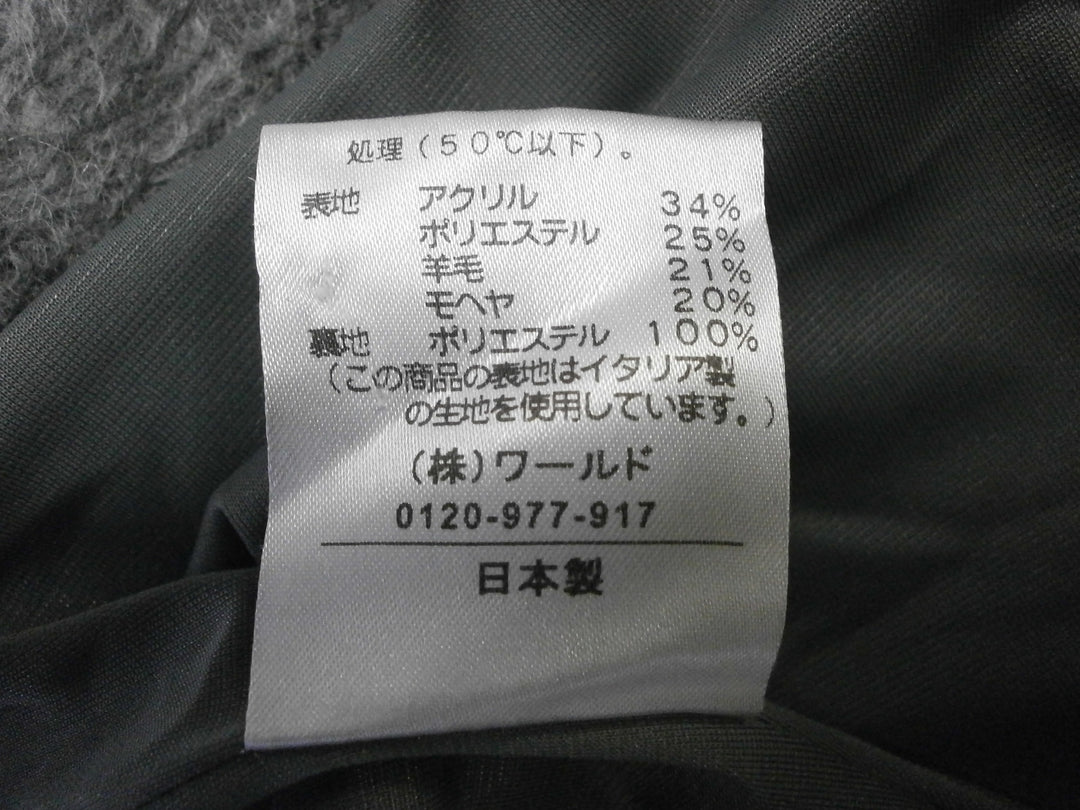 処理(50℃以下)。
表地 アクリル 34%
ポリエステル 25%
羊毛 21%
モヘヤ 20%
裏地 ポリエステル 100%
(この商品の表地はイタリア製
の生地を使用しています。)
(株)ワールド
0120-977-917
日本製